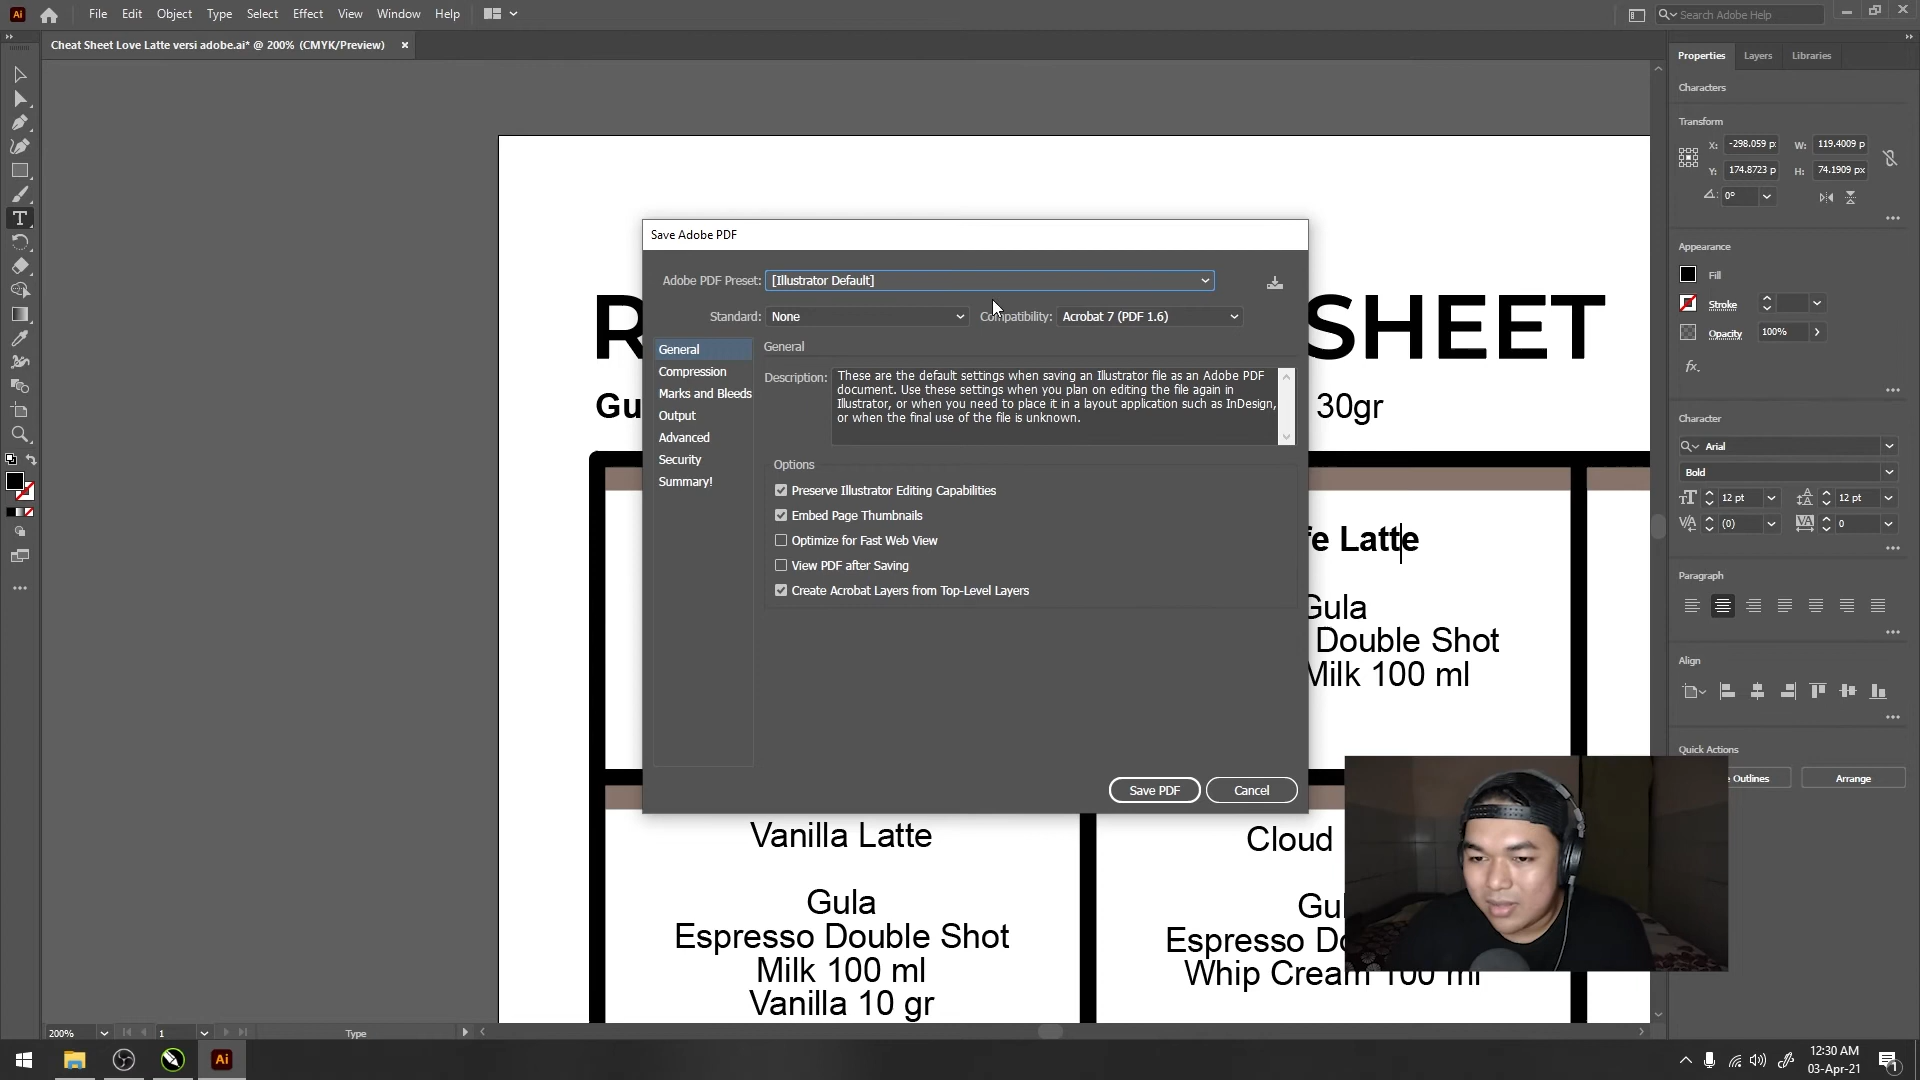 Ai File Edit Object Type Select Effect View Window Help Search Adobe Help
Cheat Sheet Love Latte versi adobe.ai* @ 200% (CMYK/Preview) ×
Properties Layers Libraries
Characters
Transform
X: -298.059 p W: 119.4009 p
Y: 174.8723 p H: 74.1909 px
0°
Appearance
Fill
Stroke
Opacity 100%
fx.
Character
Arial
Bold
12 pt 12 pt
(0) 0
Paragraph
Align
Quick Actions
Outlines Arrange
Save Adobe PDF
Adobe PDF Preset: [Illustrator Default]
Standard: None Compatibility: Acrobat 7 (PDF 1.6)
General
Compression
Marks and Bleeds
Output
Advanced
Security
Summary!
General
Description: These are the default settings when saving an Illustrator file as an Adobe PDF
document. Use these settings when you plan on editing the file again in
Illustrator, or when you need to place it in a layout application such as InDesign,
or when the final use of the file is unknown.
Options
Preserve Illustrator Editing Capabilities
Embed Page Thumbnails
Optimize for Fast Web View
View PDF after Saving
Create Acrobat Layers from Top-Level Layers
Save PDF Cancel
R SHEET
Gu 30gr
fe Latte
Gula
Double Shot
Milk 100 ml
Vanilla Latte
Gula
Espresso Double Shot
Milk 100 ml
Vanilla 10 gr
Cloud
Gul
Espresso Do
Whip Cream 100 ml
200% 1 Type
Ai
12:30 AM
03-Apr-21
1